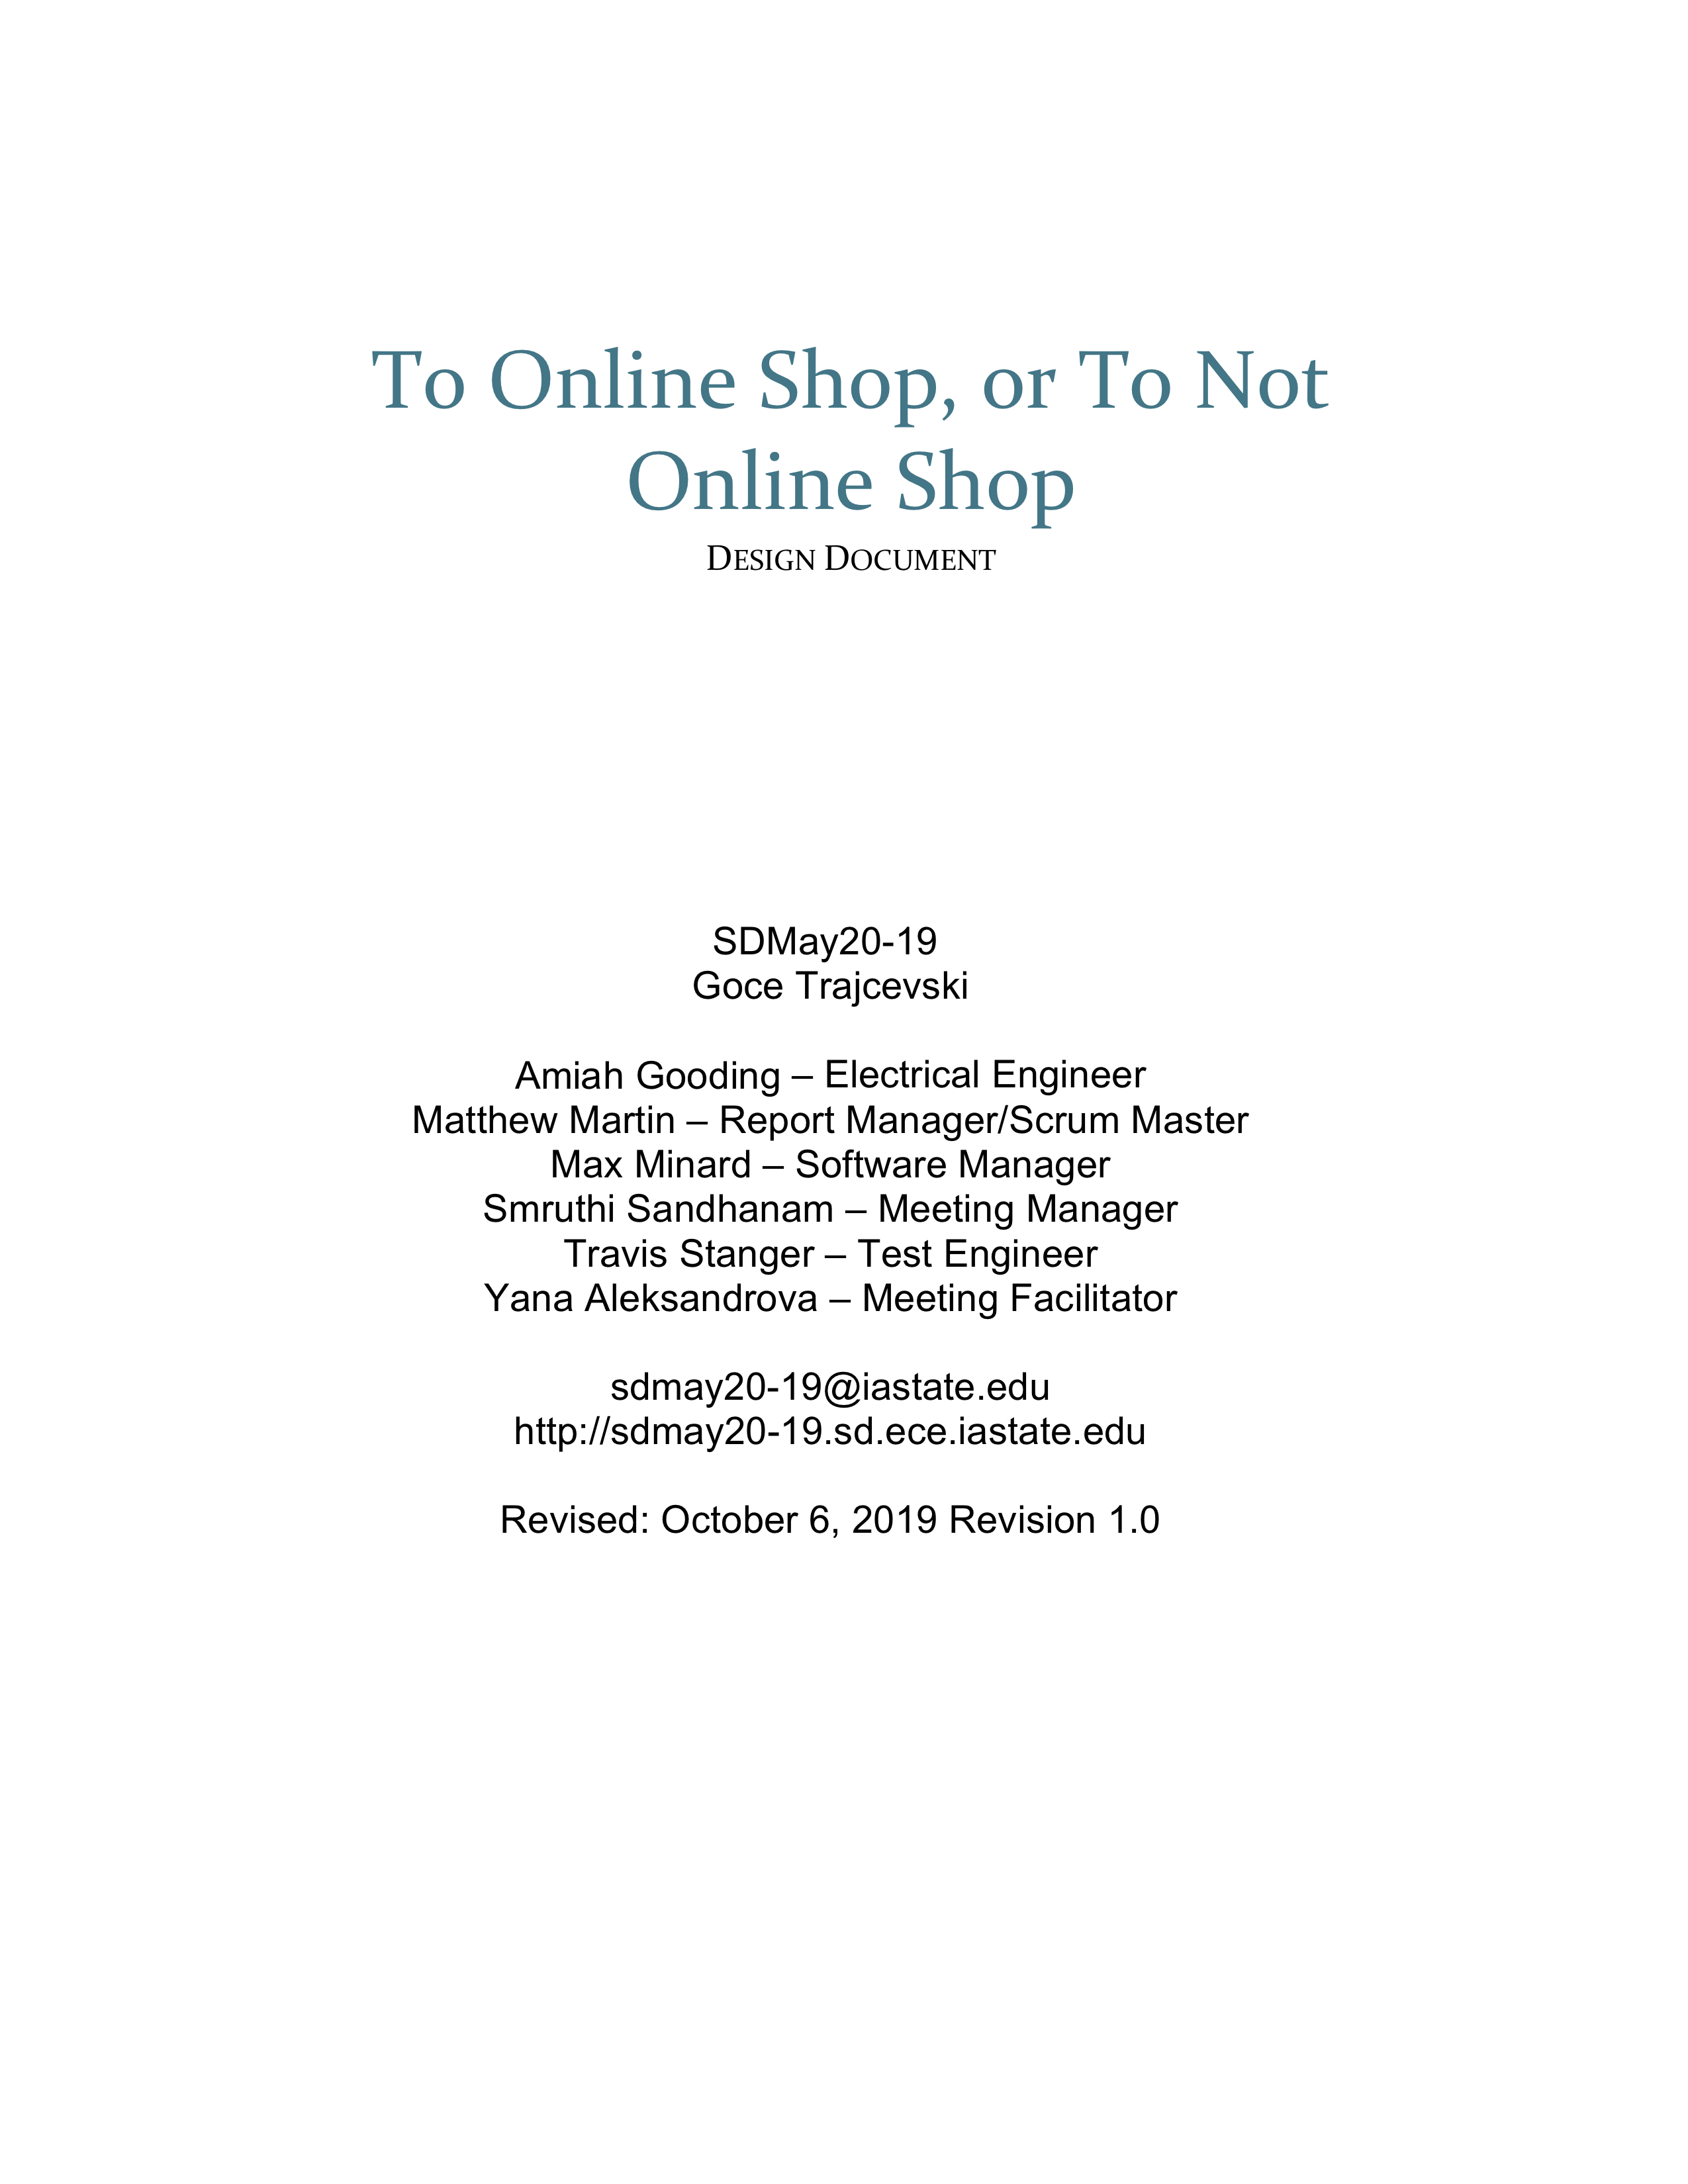 To Online Shop, or To Not
Online Shop
DESIGN DOCUMENT
SDMay20-19
Goce Trajcevski
Amiah Gooding – Electrical Engineer
Matthew Martin – Report Manager/Scrum Master
Max Minard – Software Manager
Smruthi Sandhanam – Meeting Manager
Travis Stanger – Test Engineer
Yana Aleksandrova – Meeting Facilitator
sdmay20-19@iastate.edu
http://sdmay20-19.sd.ece.iastate.edu
Revised: October 6, 2019 Revision 1.0